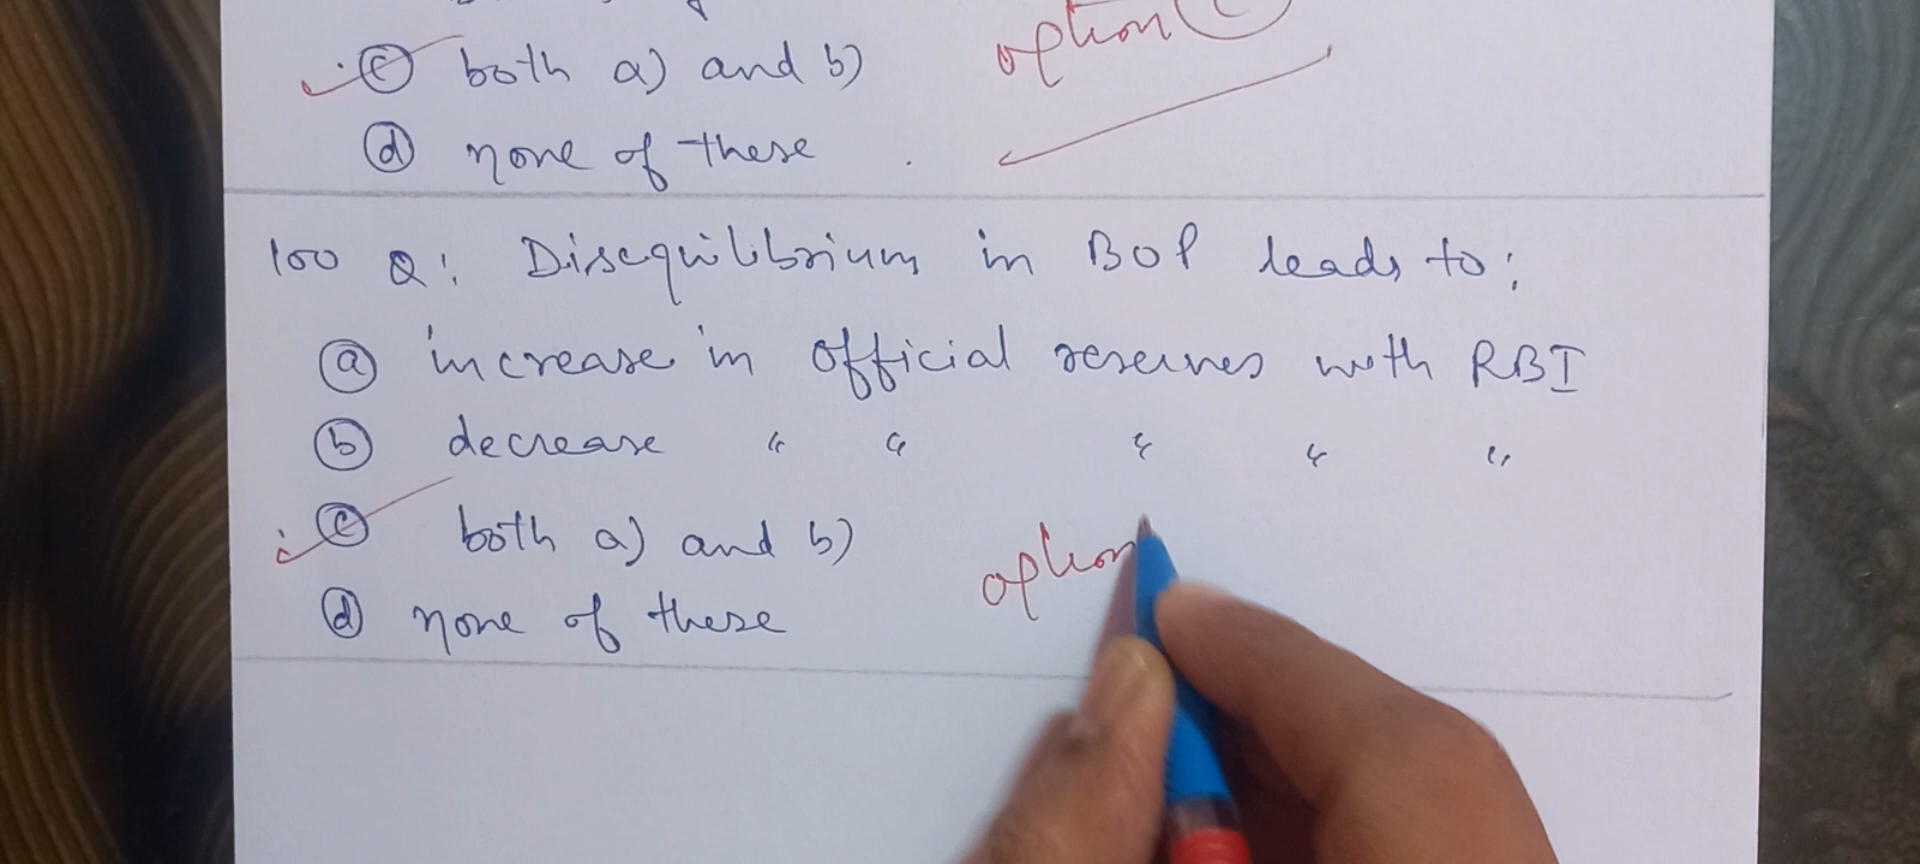 option C
C both a) and b)
d none of these
100 Q: Disequilibrium in BOP leads to:
a increase in official reserves with RBI
b decrease " " " " "
c both a) and b)
option
d none of these